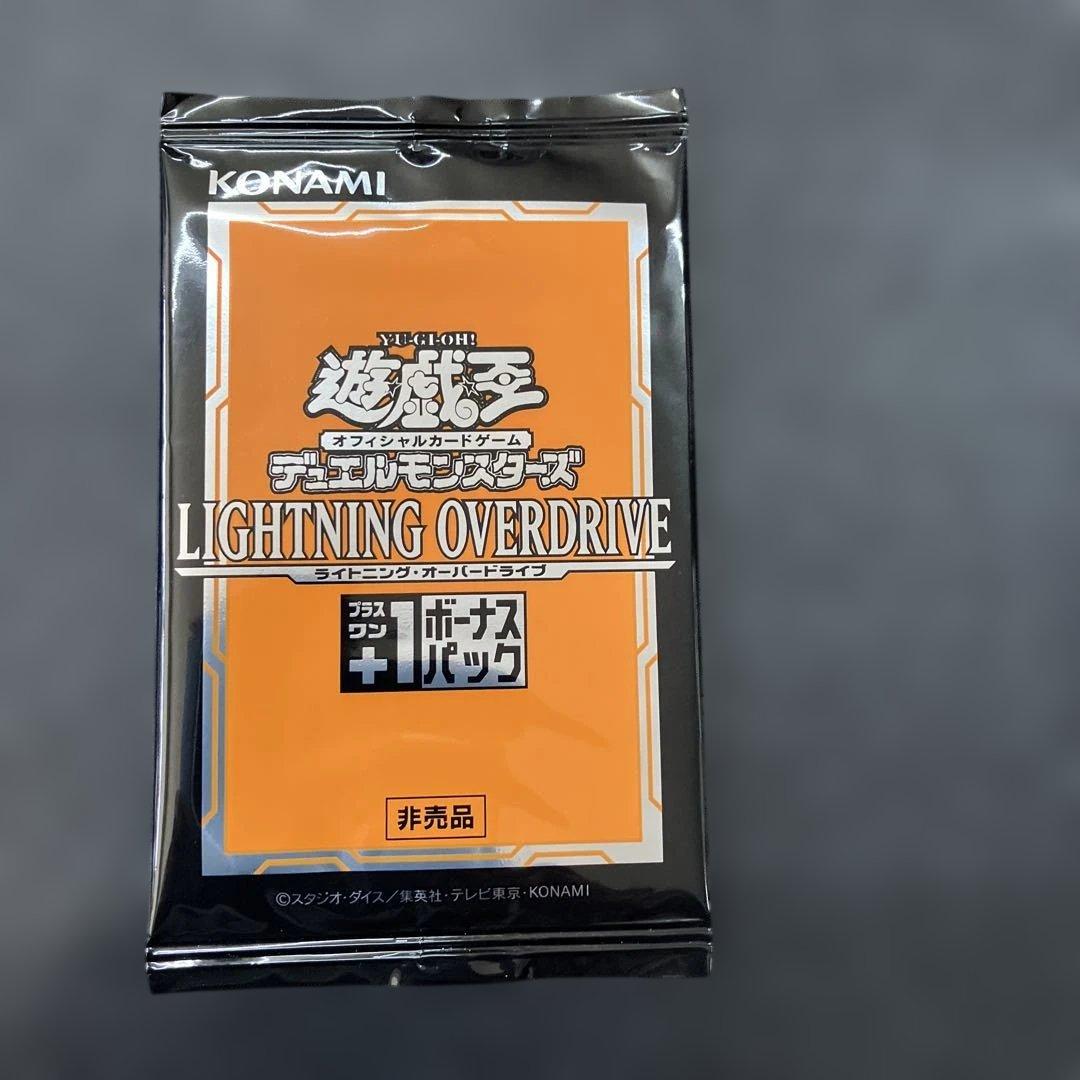 KONAMI
YU-GI-OH!
遊☆戯☆王
オフィシャルカードゲーム
デュエルモンスターズ
LIGHTNING OVERDRIVE
ライトニング・オーバードライブ
プラスワン
+1
ボーナス
パック
非売品
©スタジオ・ダイス/集英社・テレビ東京・KONAMI